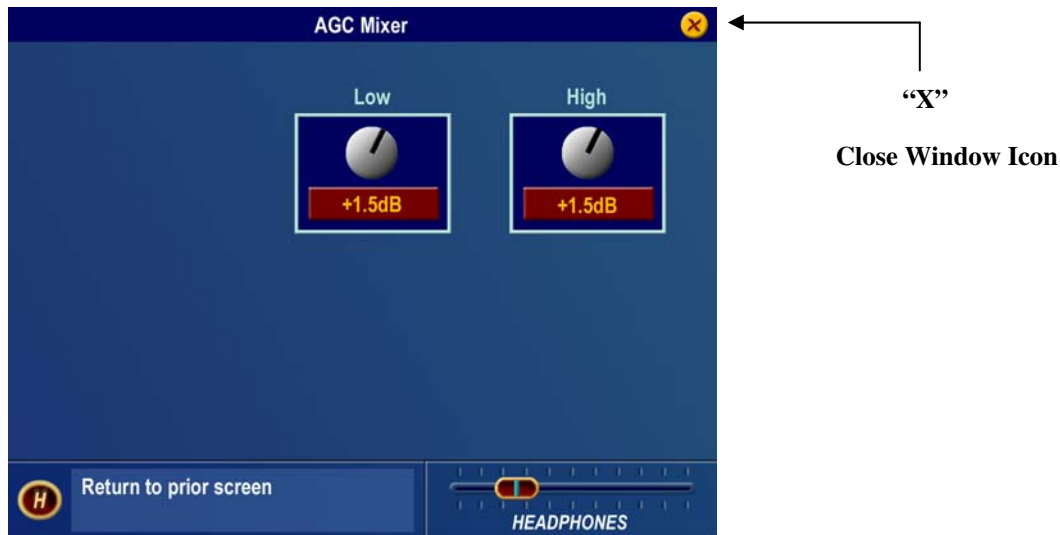 AGC Mixer
Low High
+1.5dB +1.5dB
“X”
Close Window Icon
H Return to prior screen
HEADPHONES